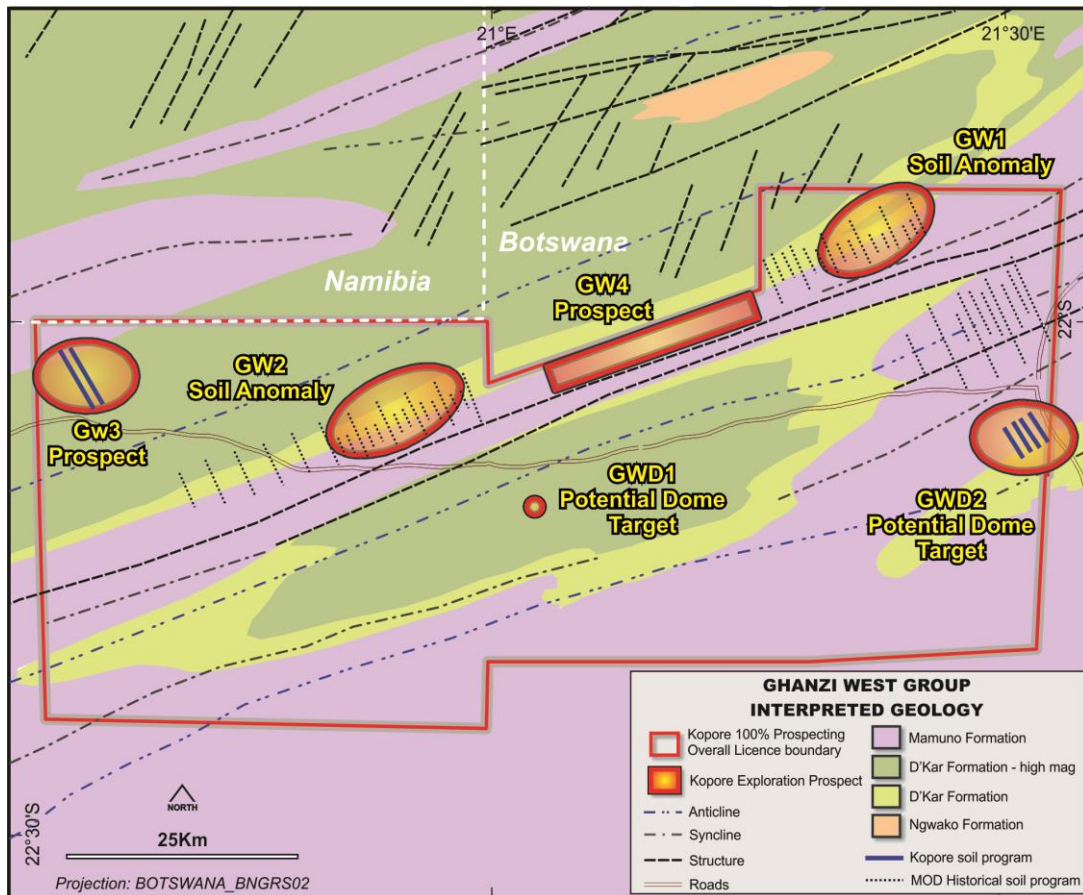 21°E
21°30'E
GW1
Soil Anomaly
Botswana
Namibia
GW4
Prospect
22°S
GW2
Soil Anomaly
Gw3
Prospect
GWD1
Potential Dome
Target
GWD2
Potential Dome
Target
22°30'S
NORTH
25Km
Projection: BOTSWANA_BNGRS02
GHANZI WEST GROUP
INTERPRETED GEOLOGY
Kopore 100% Prospecting
Overall Licence boundary
Kopore Exploration Prospect
Anticline
Syncline
Structure
Roads
Mamuno Formation
D'Kar Formation - high mag
D'Kar Formation
Ngwako Formation
Kopore soil program
MOD Historical soil program